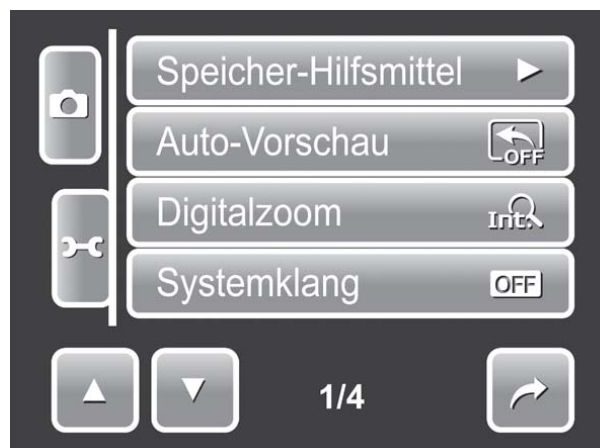 Speicher-Hilfsmittel
Auto-Vorschau OFF
Digitalzoom Int.
Systemklang OFF
1/4